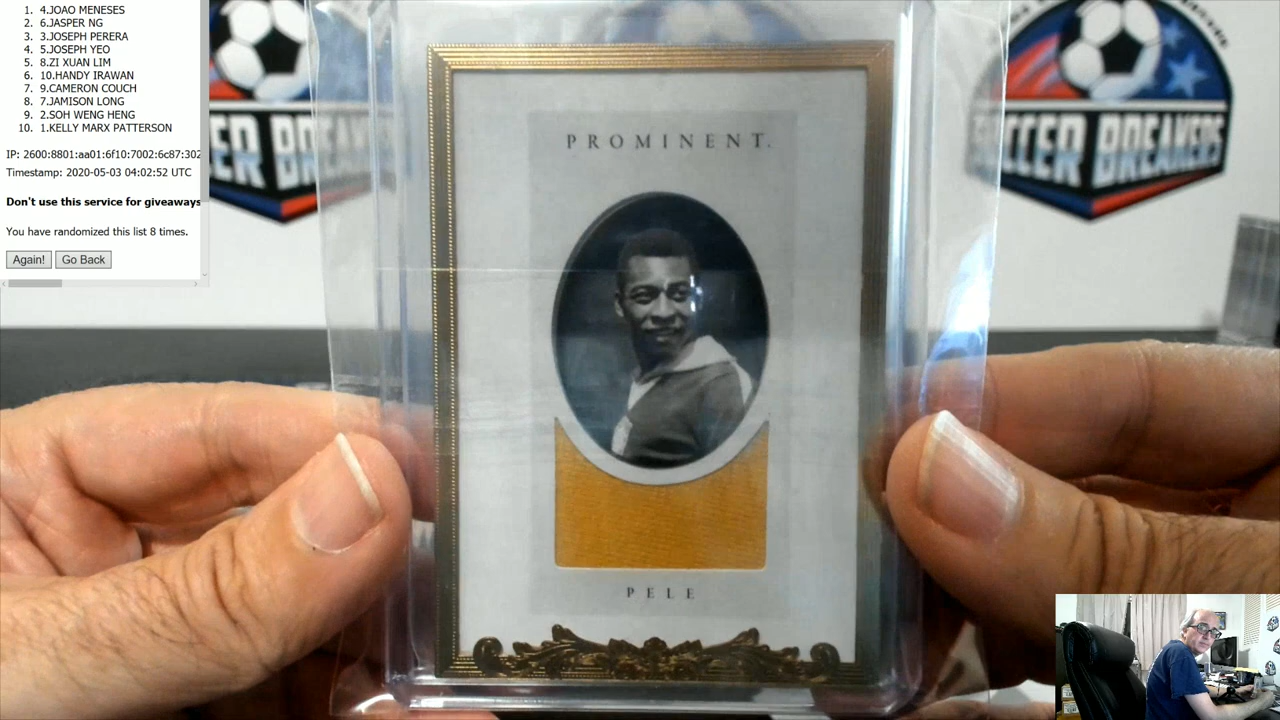 1. 4.JOAO MENESES
2. 6.JASPER NG
3. 3.JOSEPH PERERA
4. 5.JOSEPH YEO
5. 8.ZI XUAN LIM
6. 10.HANDY IRAWAN
7. 9.CAMERON COUCH
8. 7.JAMISON LONG
9. 2.SOH WENG HENG
10. 1.KELLY MARX PATTERSON
IP: 2600:8801:aa01:6f10:7002:6c87:302
Timestamp: 2020-05-03 04:02:52 UTC
Don't use this service for giveaways
You have randomized this list 8 times.
Again! Go Back
PROMINENT.
PELE
CCER BREAKERS
ER BREA